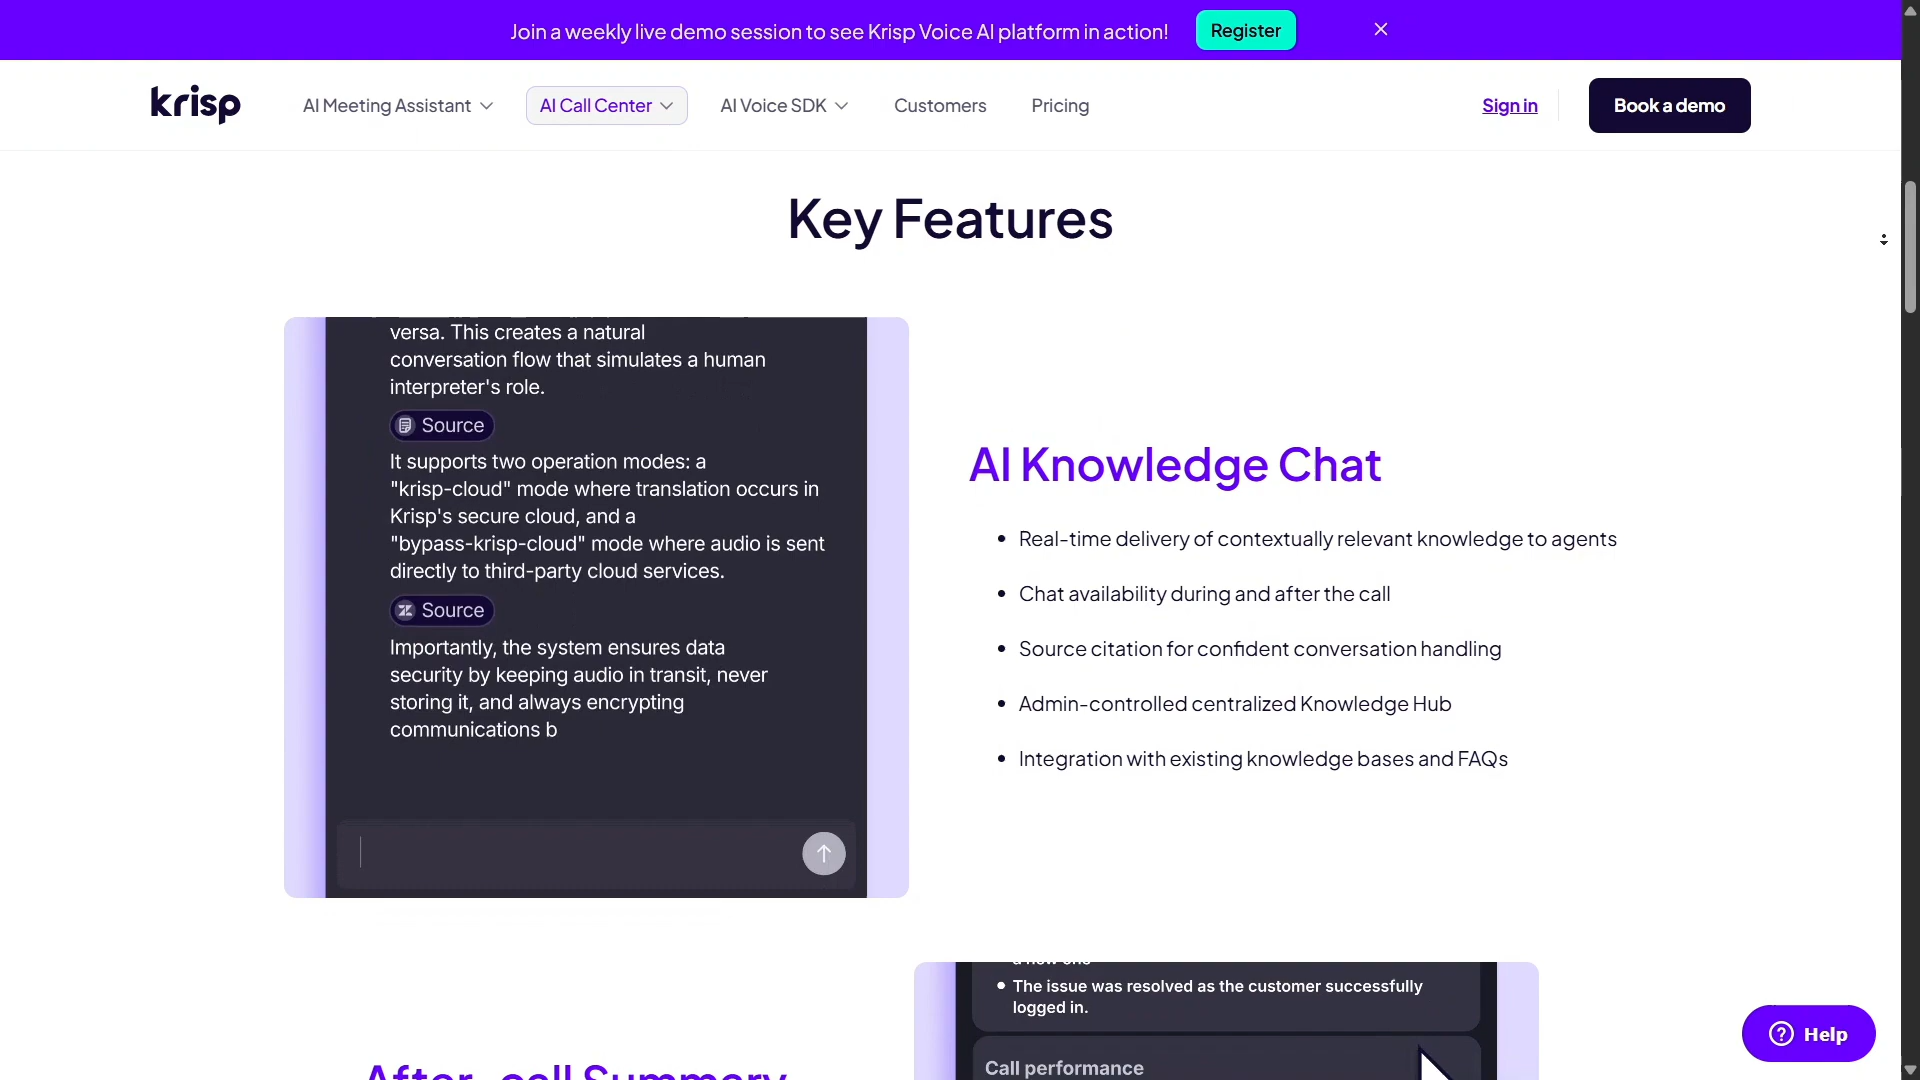 Join a weekly live demo session to see Krisp Voice AI platform in action!
Register
krisp
AI Meeting Assistant
AI Call Center
AI Voice SDK
Customers
Pricing
Sign in
Book a demo
Key Features
versa. This creates a natural
conversation flow that simulates a human
interpreter's role.
Source
It supports two operation modes: a
"krisp-cloud" mode where translation occurs in
Krisp's secure cloud, and a
"bypass-krisp-cloud" mode where audio is sent
directly to third-party cloud services.
Source
Importantly, the system ensures data
security by keeping audio in transit, never
storing it, and always encrypting
communications b
AI Knowledge Chat
Real-time delivery of contextually relevant knowledge to agents
Chat availability during and after the call
Source citation for confident conversation handling
Admin-controlled centralized Knowledge Hub
Integration with existing knowledge bases and FAQs
After-call Summary
a new one
The issue was resolved as the customer successfully
logged in.
Call performance
Help